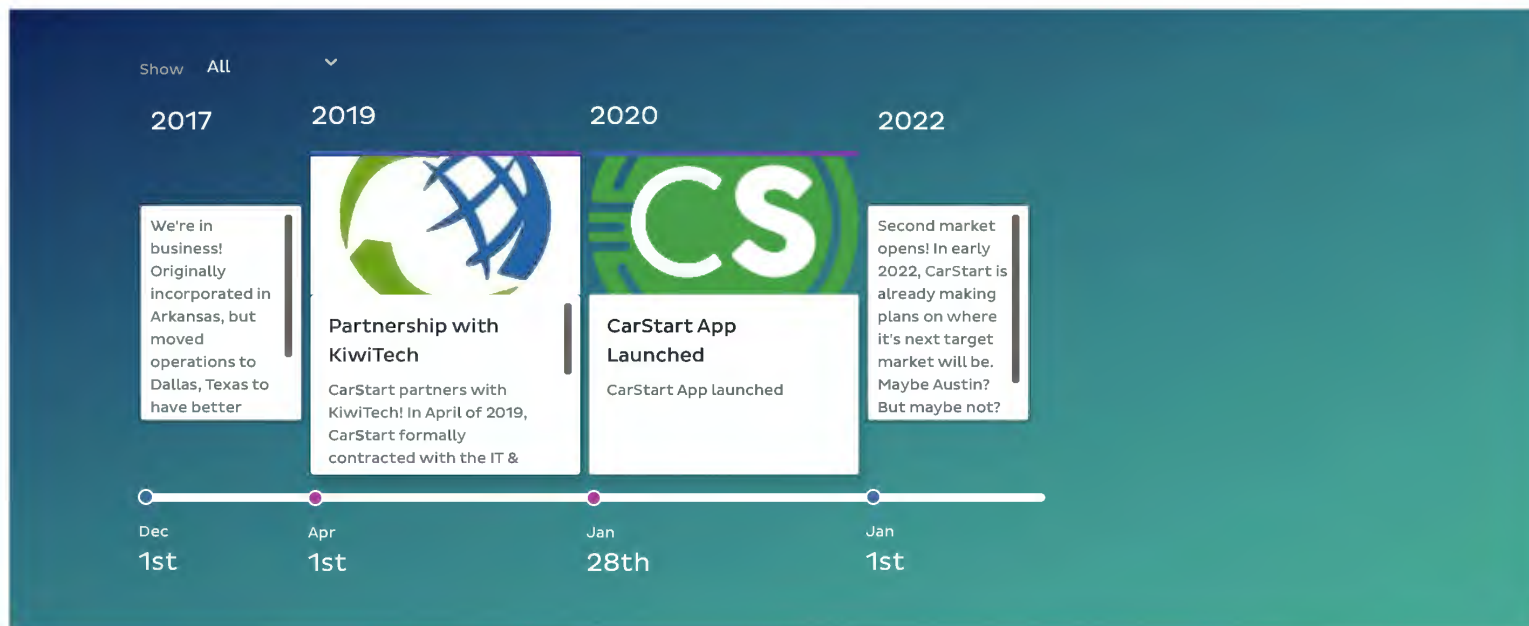 Show All
2017
2019
2020
2022
We're in
business!
Originally
incorporated in
Arkansas, but
moved
operations to
Dallas, Texas to
have better
Partnership with
KiwiTech
CarStart partners with
KiwiTech! In April of 2019,
CarStart formally
contracted with the IT &
CS
CarStart App
Launched
CarStart App launched
Second market
opens! In early
2022, CarStart is
already making
plans on where
it's next target
market will be.
Maybe Austin?
But maybe not?
Dec
1st
Apr
1st
Jan
28th
Jan
1st